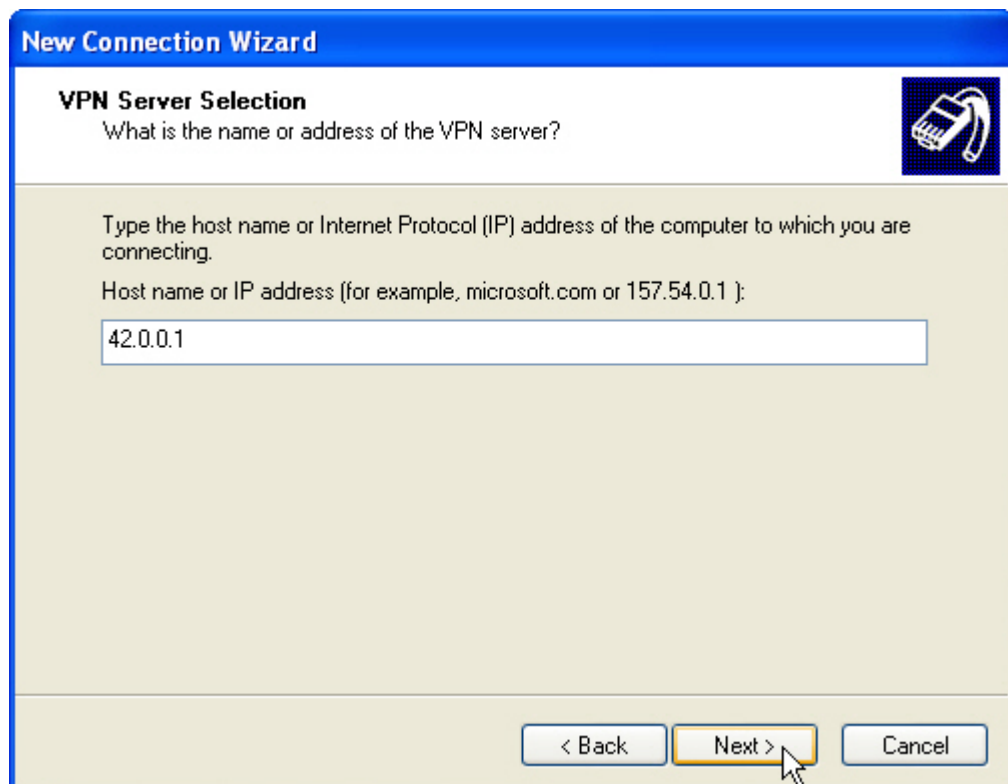 New Connection Wizard
VPN Server Selection
What is the name or address of the VPN server?
Type the host name or Internet Protocol (IP) address of the computer to which you are
connecting.
Host name or IP address (for example, microsoft.com or 157.54.0.1 ):
42.0.0.1
< Back
Next >
Cancel